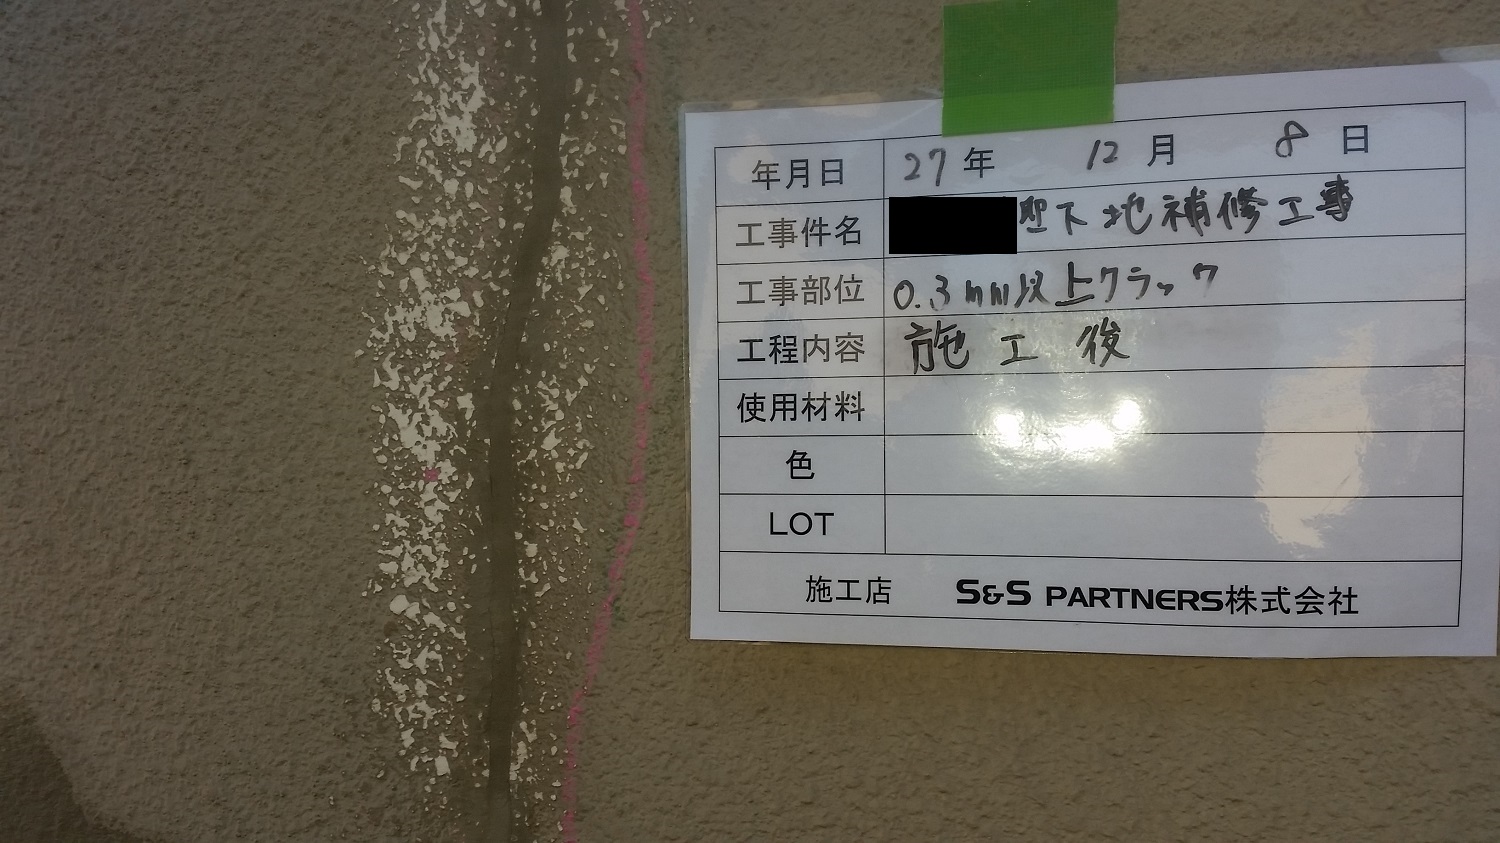 年月日 27年 12月 8日
工事件名 下地補修工事
工事部位 0.3mm以上クラック
工程内容 施工後
使用材料
色
LOT
施工店 S&S PARTNERS株式会社